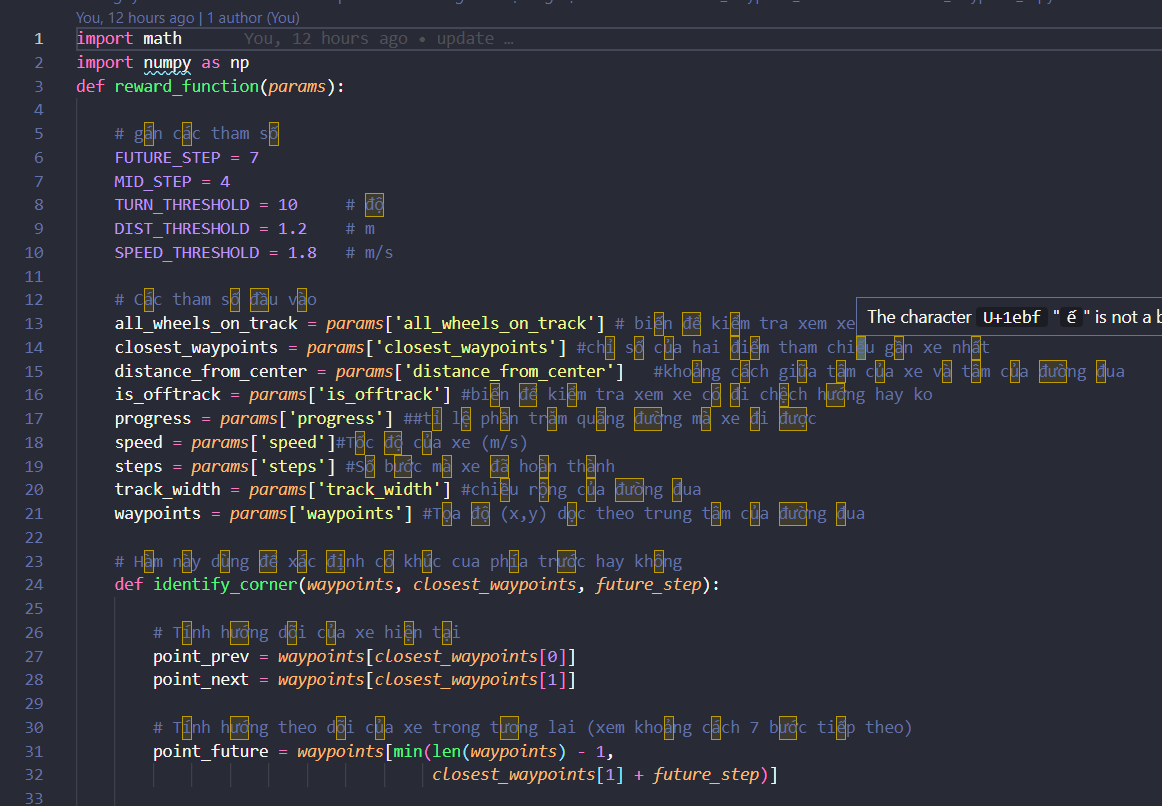 You, 12 hours ago | 1 author (You)
1 import math You, 12 hours ago • update …
2 import numpy as np
3 def reward_function(params):
4
5 # gán các tham số
6 FUTURE_STEP = 7
7 MID_STEP = 4
8 TURN_THRESHOLD = 10 # độ
9 DIST_THRESHOLD = 1.2 # m
10 SPEED_THRESHOLD = 1.8 # m/s
11
12 # Các tham số đầu vào
13 all_wheels_on_track = params['all_wheels_on_track'] # biến để kiểm tra xem xe
The character U+1ebf "ế" is not a b
14 closest_waypoints = params['closest_waypoints'] #chỉ số của hai điểm tham chiếu gần xe nhất
15 distance_from_center = params['distance_from_center'] #khoảng cách giữa tâm của xe và tâm của đường đua
16 is_offtrack = params['is_offtrack'] #biến để kiểm tra xem xe có đi chệch hướng hay ko
17 progress = params['progress'] ##tỉ lệ phần trăm quãng đường mà xe đi được
18 speed = params['speed']#Tốc độ của xe (m/s)
19 steps = params['steps'] #Số bước mà xe đã hoàn thành
20 track_width = params['track_width'] #chiều rộng của đường đua
21 waypoints = params['waypoints'] #Tọa độ (x,y) dọc theo trung tâm của đường đua
22
23 # Hàm này dùng để xác định có khúc cua phía trước hay không
24 def identify_corner(waypoints, closest_waypoints, future_step):
25
26 # Tính hướng dõi của xe hiện tại
27 point_prev = waypoints[closest_waypoints[0]]
28 point_next = waypoints[closest_waypoints[1]]
29
30 # Tính hướng theo dõi của xe trong tương lai (xem khoảng cách 7 bước tiếp theo)
31 point_future = waypoints[min(len(waypoints) - 1,
32 closest_waypoints[1] + future_step)]
33